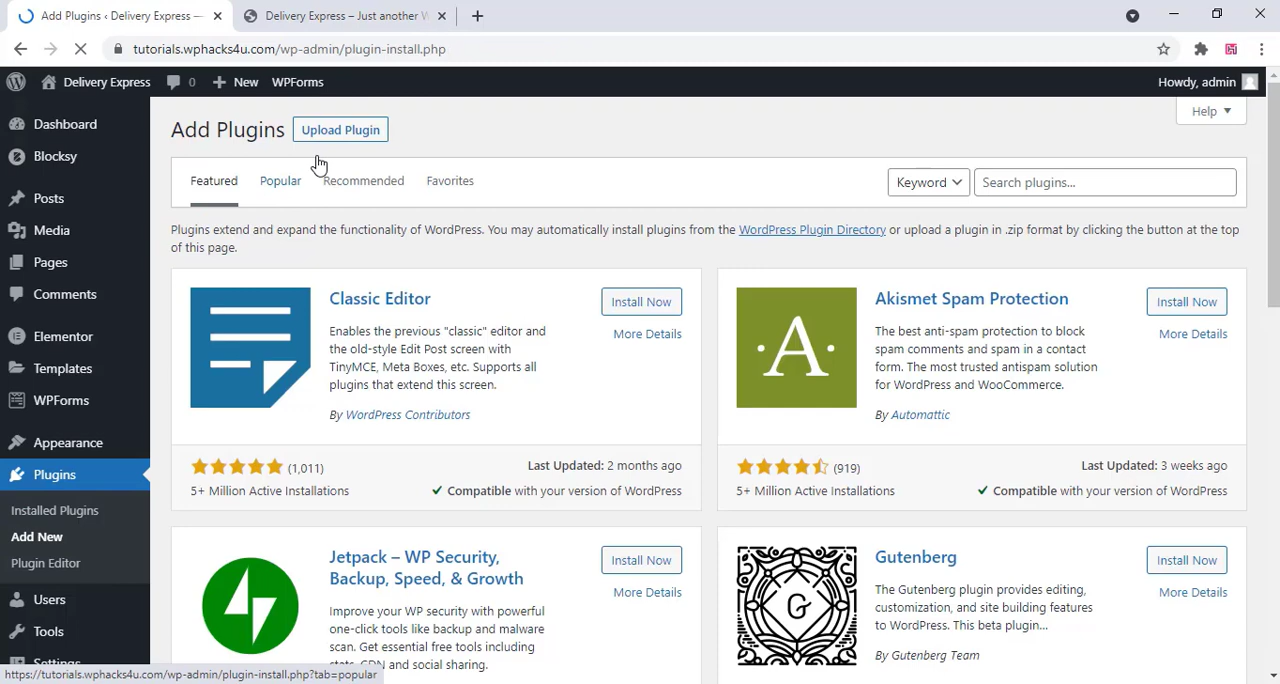 Add Plugins ‹ Delivery Express —
Delivery Express – Just another W
tutorials.wphacks4u.com/wp-admin/plugin-install.php
Delivery Express
0
New
WPForms
Howdy, admin
Dashboard
Blocksy
Posts
Media
Pages
Comments
Elementor
Templates
WPForms
Appearance
Plugins
Installed Plugins
Add New
Plugin Editor
Users
Tools
Settings
Add Plugins
Upload Plugin
Help
Featured
Popular
Recommended
Favorites
Keyword
Search plugins...
Plugins extend and expand the functionality of WordPress. You may automatically install plugins from the WordPress Plugin Directory or upload a plugin in .zip format by clicking the button at the top
of this page.
Classic Editor
Install Now
More Details
Enables the previous "classic" editor and
the old-style Edit Post screen with
TinyMCE, Meta Boxes, etc. Supports all
plugins that extend this screen.
By WordPress Contributors
(1,011)
Last Updated: 2 months ago
5+ Million Active Installations
Compatible with your version of WordPress
A
Akismet Spam Protection
Install Now
More Details
The best anti-spam protection to block
spam comments and spam in a contact
form. The most trusted antispam solution
for WordPress and WooCommerce.
By Automattic
(919)
Last Updated: 3 weeks ago
5+ Million Active Installations
Compatible with your version of WordPress
Jetpack – WP Security,
Backup, Speed, & Growth
Install Now
More Details
Improve your WP security with powerful
one-click tools like backup and malware
scan. Get essential free tools including
stats, CDN and social sharing.
G
Gutenberg
Install Now
More Details
The Gutenberg plugin provides editing,
customization, and site building features
to WordPress. This beta plugin...
By Gutenberg Team
https://tutorials.wphacks4u.com/wp-admin/plugin-install.php?tab=popular